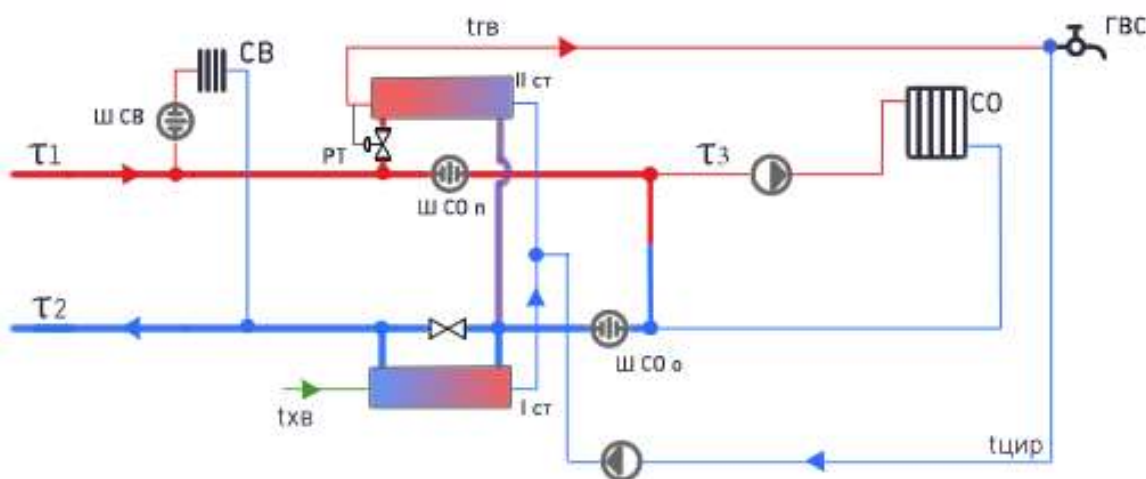 tгв
ГВС
СВ
II ст
СО
Ш СВ
τ1
РТ
τ3
Ш СО п
τ2
Ш СО о
I ст
tхв
tцир